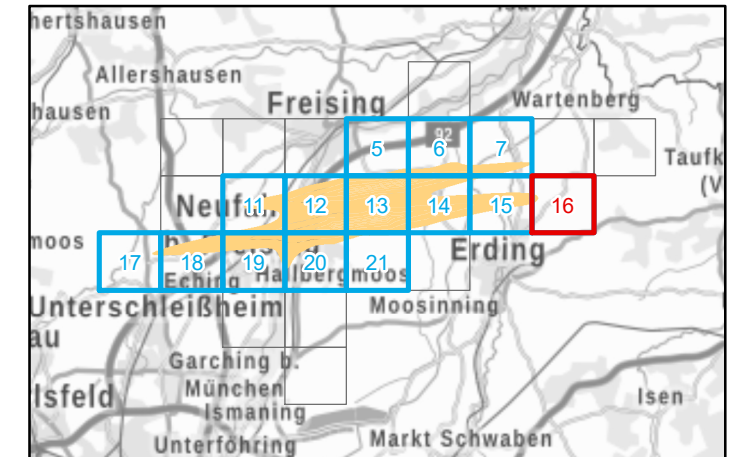 hertshausen
Allershausen
hausen
Freising
Wartenberg
92
5
6
7
Taufk
(V
11
12
13
14
15
16
moos
17
18
19
20
21
Erding
Eching
Hallbergmoos
Unterschleißheim
Moosinning
au
Garching b.
München
lsfeld
Isen
Ismaning
Unterföhring
Markt Schwaben